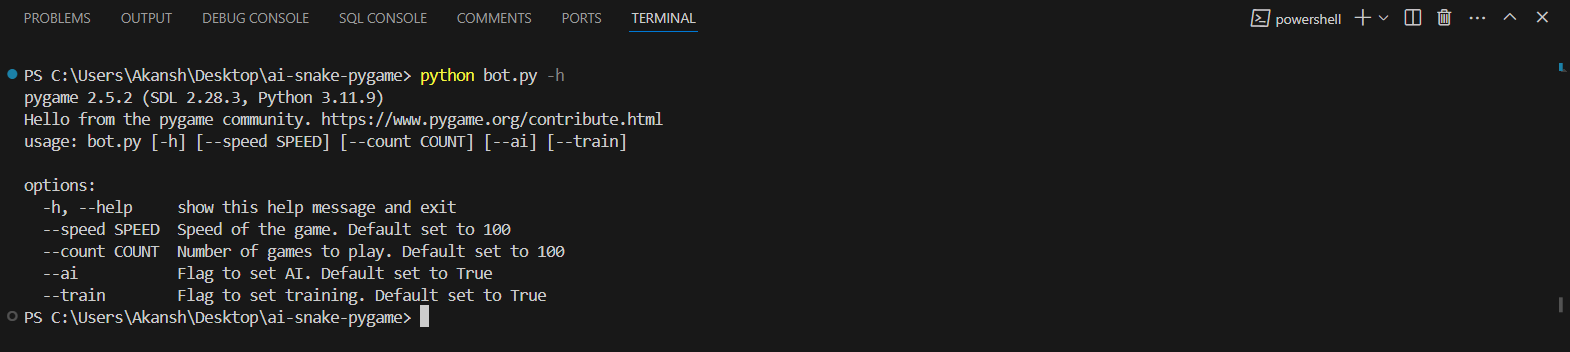 PROBLEMS OUTPUT DEBUG CONSOLE SQL CONSOLE COMMENTS PORTS TERMINAL powershell
PS C:\Users\Akansh\Desktop\ai-snake-pygame> python bot.py -h
pygame 2.5.2 (SDL 2.28.3, Python 3.11.9)
Hello from the pygame community. https://www.pygame.org/contribute.html
usage: bot.py [-h] [--speed SPEED] [--count COUNT] [--ai] [--train]

options:
  -h, --help     show this help message and exit
  --speed SPEED  Speed of the game. Default set to 100
  --count COUNT  Number of games to play. Default set to 100
  --ai           Flag to set AI. Default set to True
  --train        Flag to set training. Default set to True
PS C:\Users\Akansh\Desktop\ai-snake-pygame>